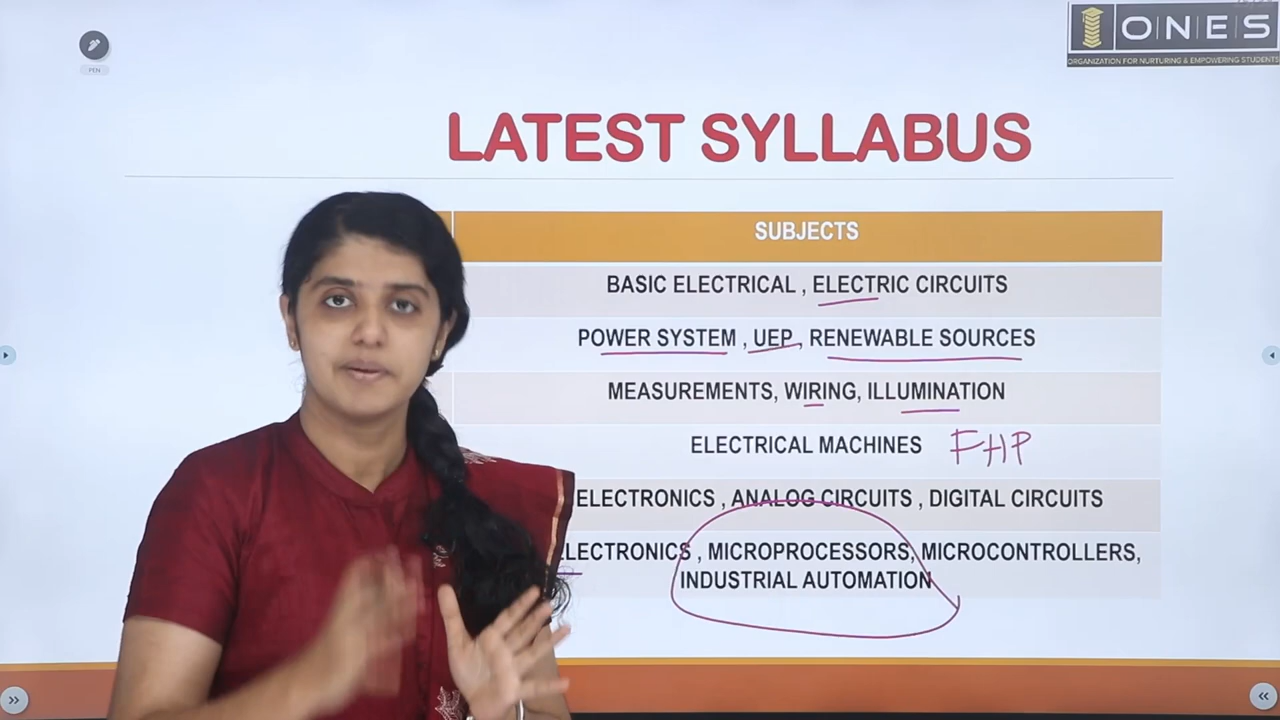 ONES
ORGANIZATION FOR NURTURING & EMPOWERING STUDENTS
PEN
LATEST SYLLABUS
SUBJECTS
BASIC ELECTRICAL , ELECTRIC CIRCUITS
POWER SYSTEM , UEP, RENEWABLE SOURCES
MEASUREMENTS, WIRING, ILLUMINATION
ELECTRICAL MACHINES FHP
ELECTRONICS , ANALOG CIRCUITS , DIGITAL CIRCUITS
ELECTRONICS , MICROPROCESSORS, MICROCONTROLLERS,
INDUSTRIAL AUTOMATION